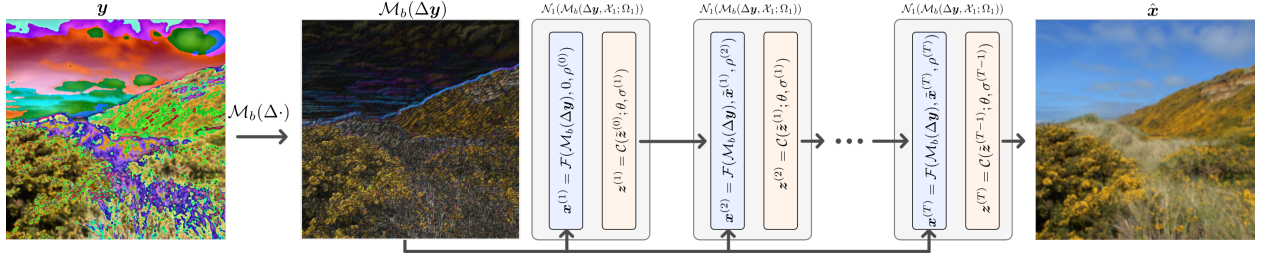 y
M_b(Δ·)
M_b(Δy)
N_1(M_b(Δy, X_1; Ω_1))
x^(1) = F(M_b(Δy), 0, ρ^(0))
z^(1) = C(z̃^(0); θ, σ^(1))
N_1(M_b(Δy, X_1; Ω_1))
x^(2) = F(M_b(Δy), x̃^(1), ρ^(2))
z^(2) = C(z̃^(1); θ, σ^(1))
N_1(M_b(Δy, X_1; Ω_1))
x^(T) = F(M_b(Δy), x̃^(T), ρ^(T))
z^(T) = C(z̃^(T-1); θ, σ^(T-1))
x̂